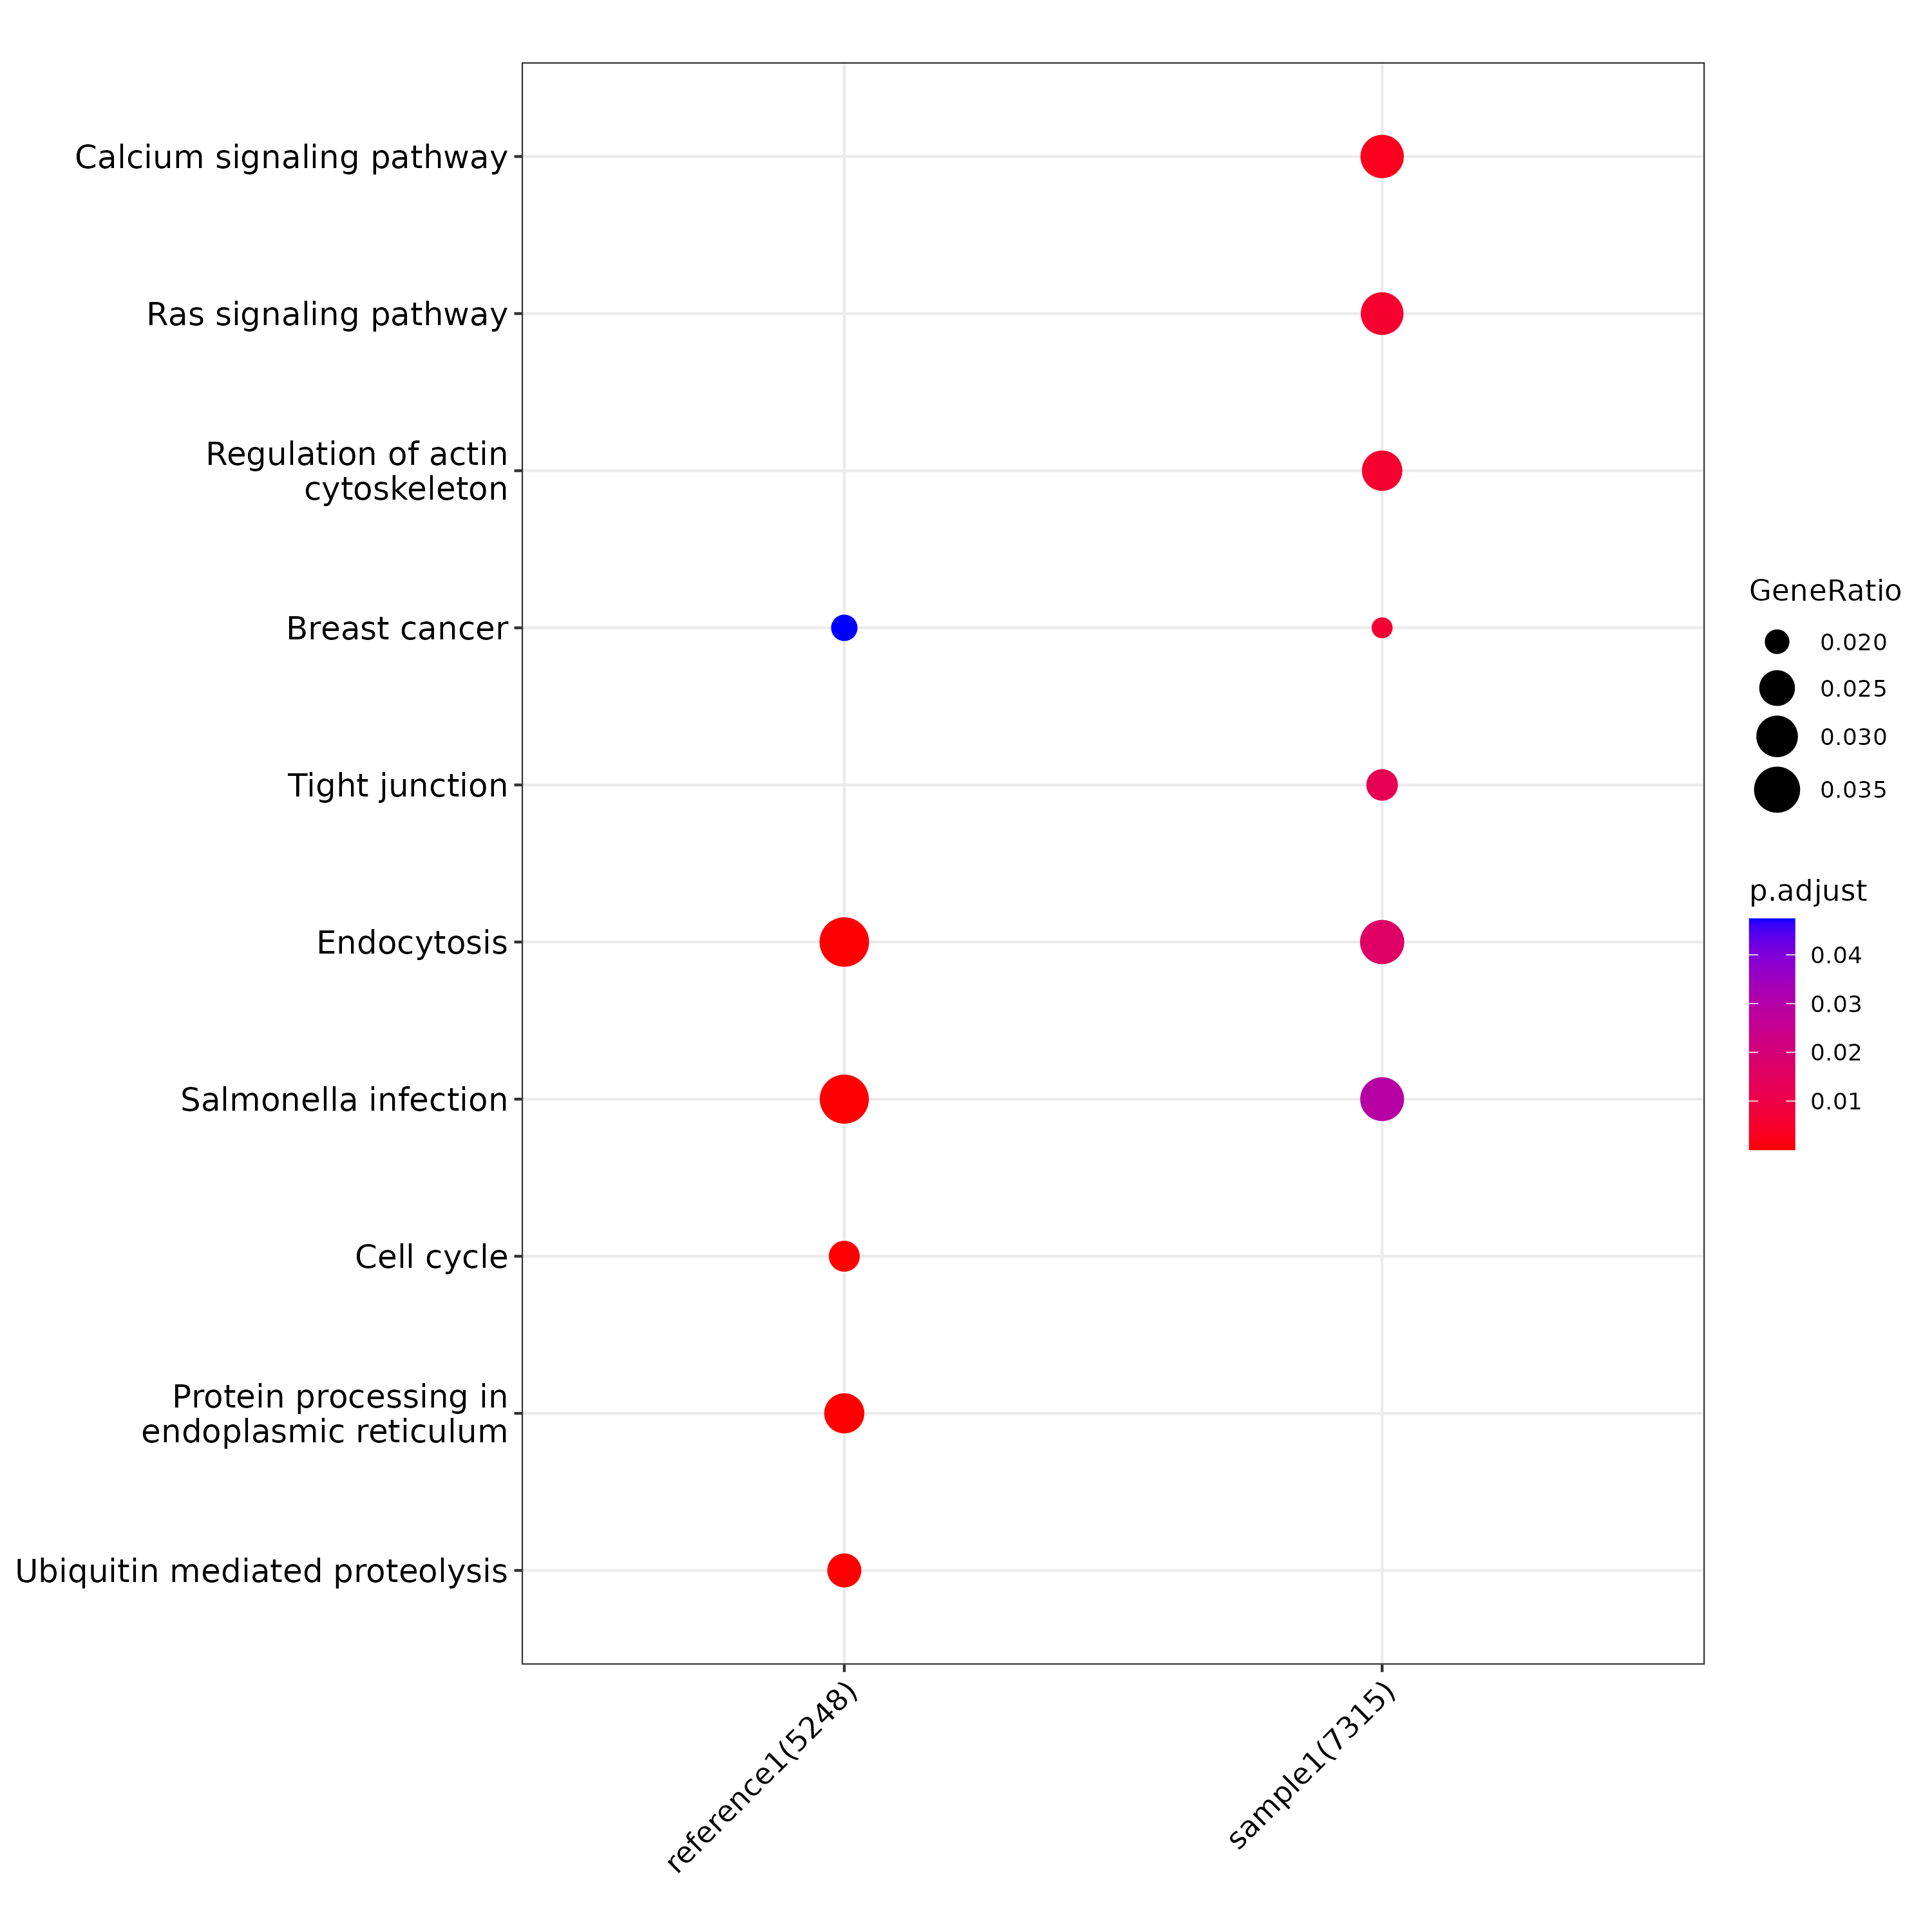 Calcium signaling pathway
Ras signaling pathway
Regulation of actin
cytoskeleton
Breast cancer
Tight junction
Endocytosis
Salmonella infection
Cell cycle
Protein processing in
endoplasmic reticulum
Ubiquitin mediated proteolysis
reference1(5248)
sample1(7315)
GeneRatio
0.020
0.025
0.030
0.035
p.adjust
0.04
0.03
0.02
0.01